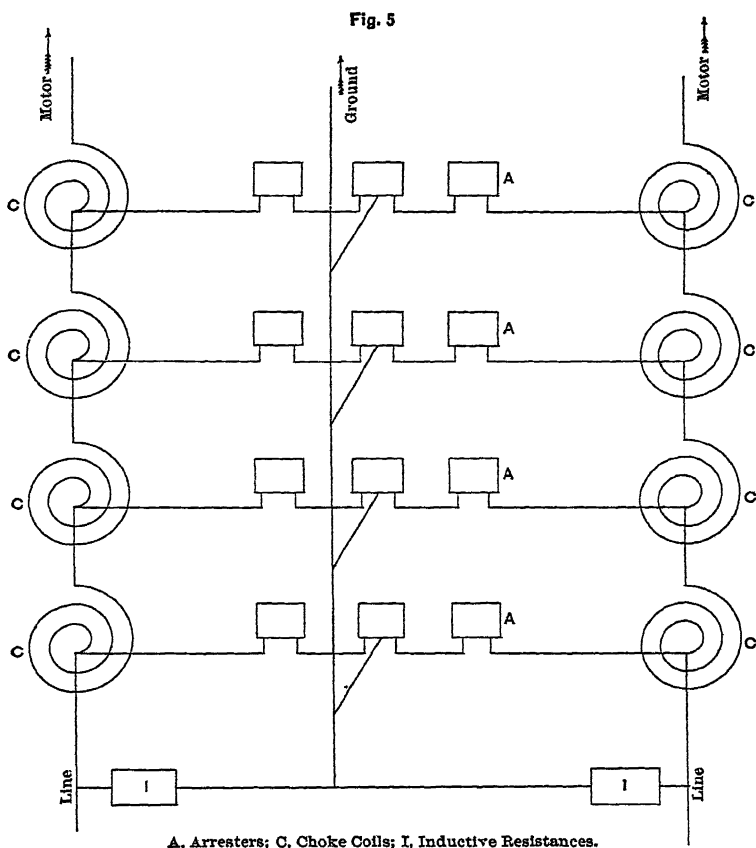 Fig. 5
Motor
Ground
Motor
A
C
C
A
C
C
A
C
C
A
C
C
Line
I
I
Line
A, Arresters; C, Choke Coils; I, Inductive Resistances.